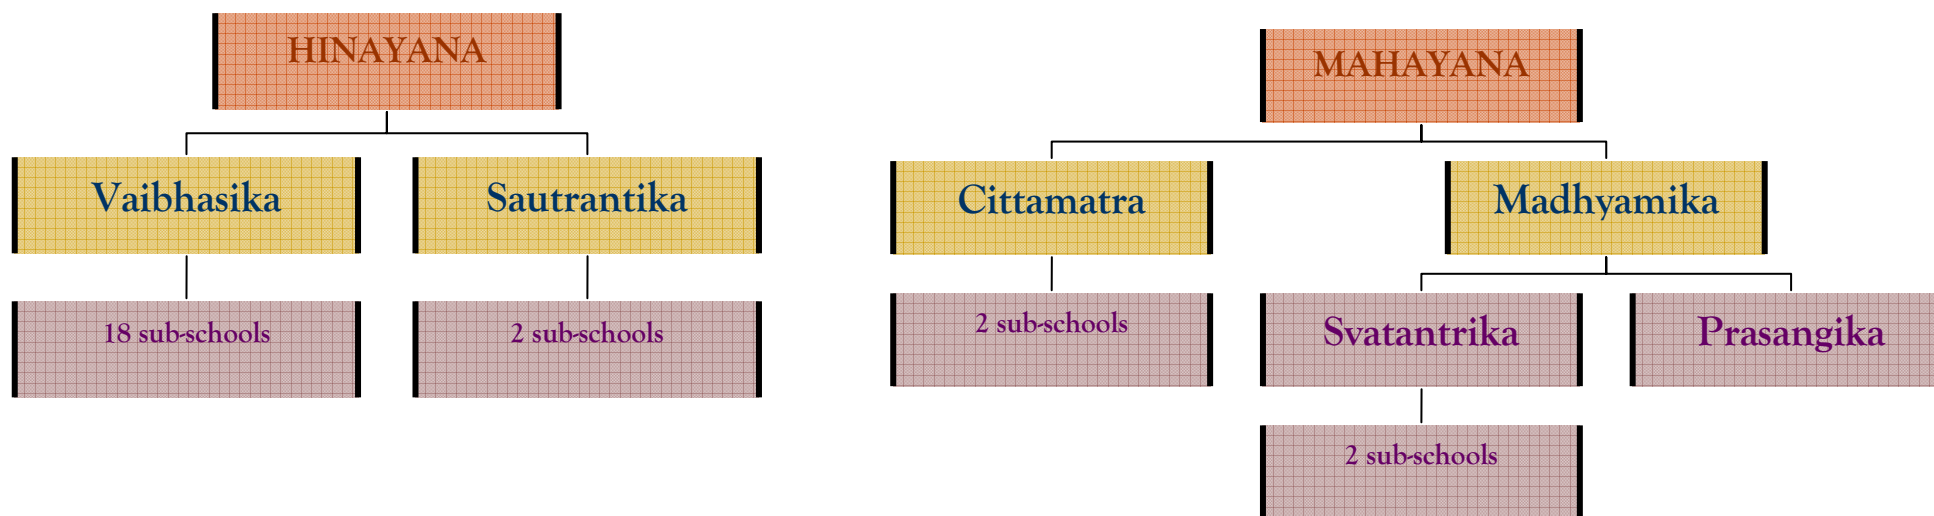 HINAYANA
Vaibhasika
Sautrantika
18 sub-schools
2 sub-schools
MAHAYANA
Cittamatra
Madhyamika
2 sub-schools
Svatantrika
Prasangika
2 sub-schools